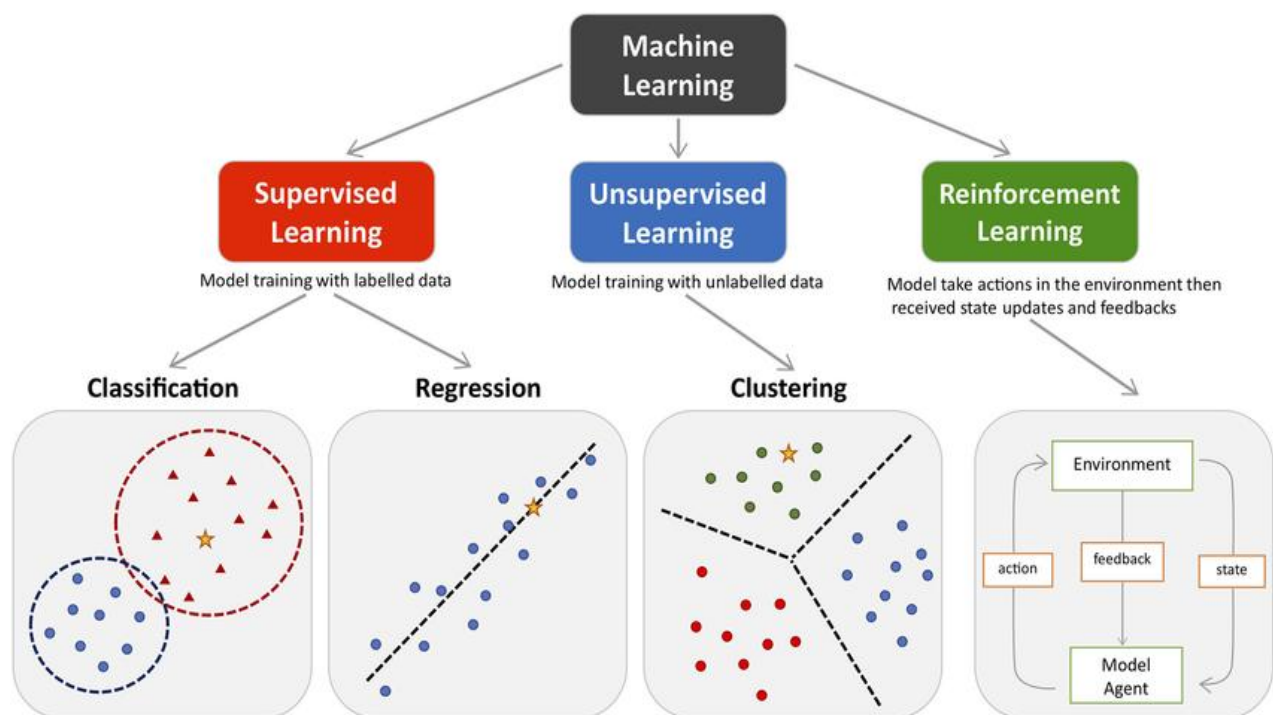 Machine
Learning
Supervised
Learning
Unsupervised
Learning
Reinforcement
Learning
Model training with labelled data
Model training with unlabelled data
Model take actions in the environment then
received state updates and feedbacks
Classification
Regression
Clustering
Environment
action
feedback
state
Model
Agent